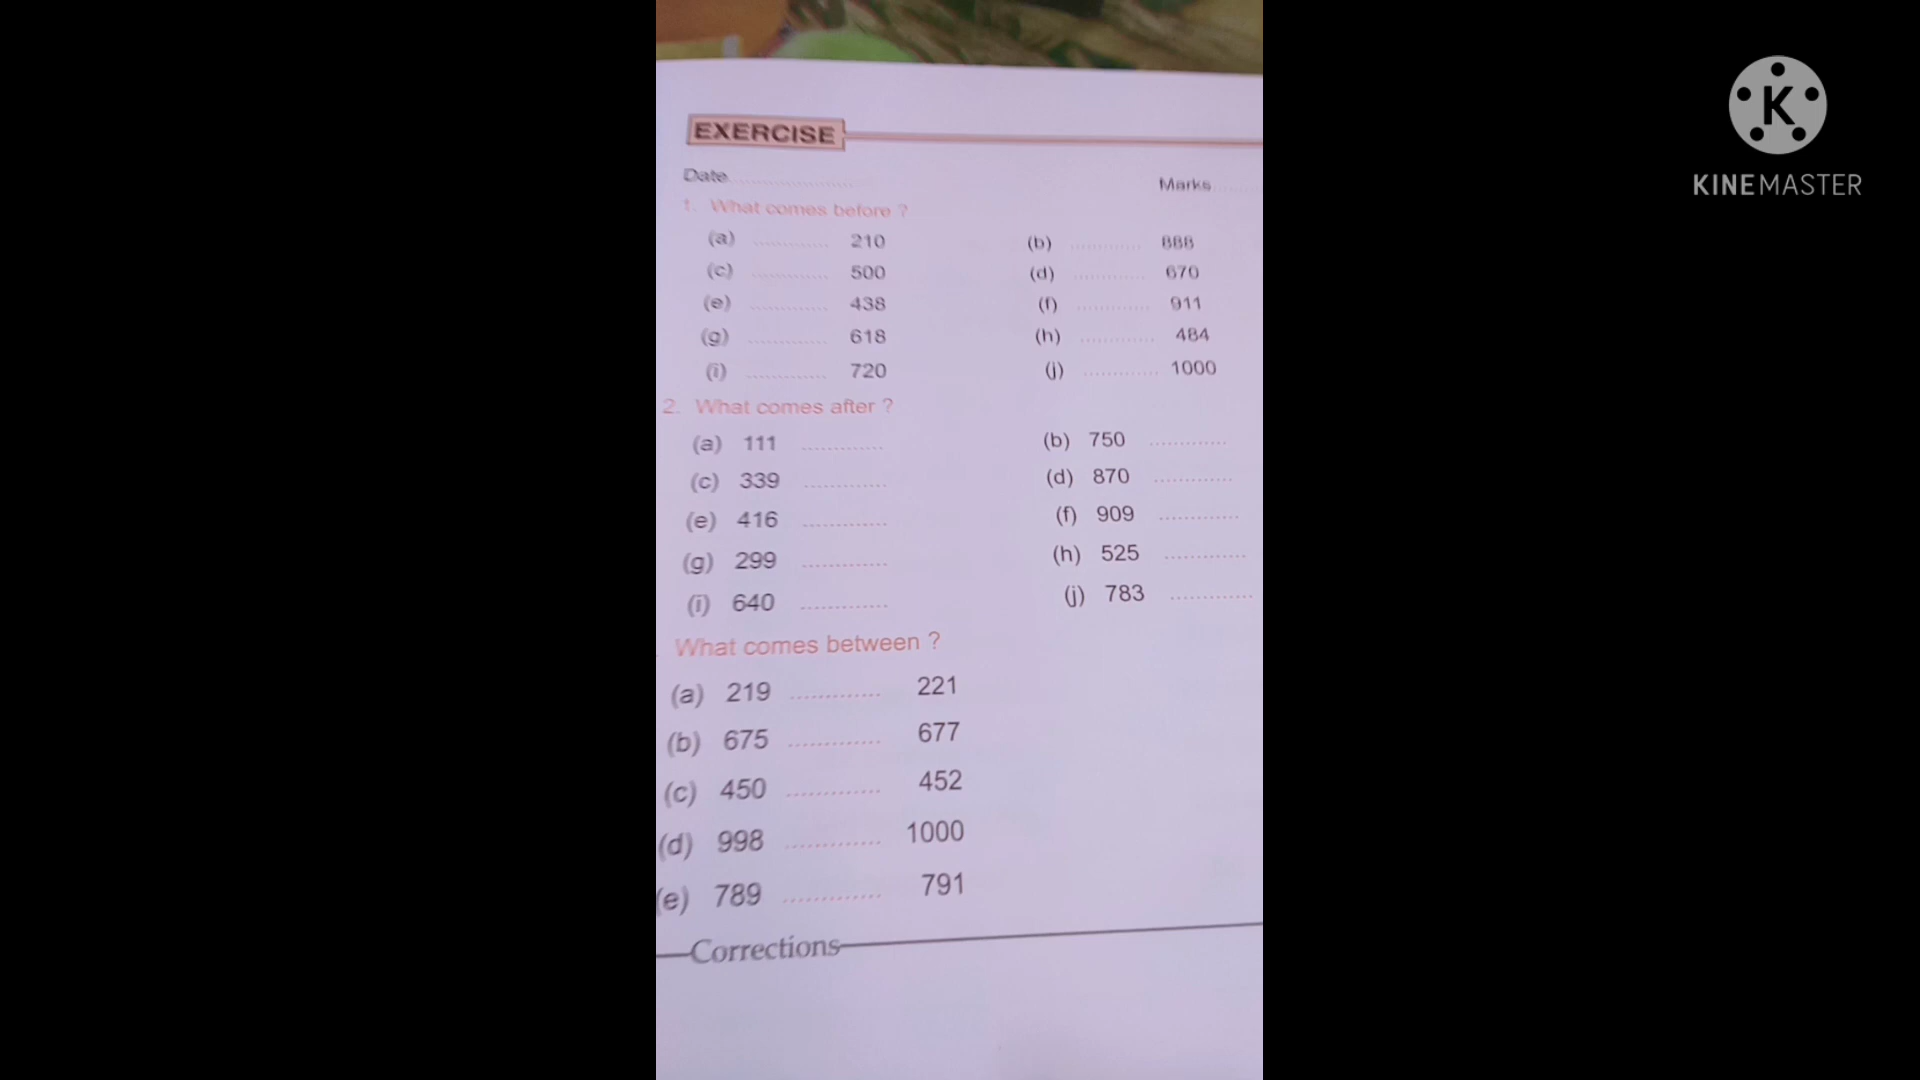 EXERCISE
Date....................
Marks........
1. What comes before ?
(a) ............ 210 (b) ............ 888
(c) ............ 500 (d) ............ 670
(e) ............ 438 (f) ............ 911
(g) ............ 618 (h) ............ 484
(i) ............ 720 (j) ............ 1000
2. What comes after ?
(a) 111 ............ (b) 750 ............
(c) 339 ............ (d) 870 ............
(e) 416 ............ (f) 909 ............
(g) 299 ............ (h) 525 ............
(i) 640 ............ (j) 783 ............
What comes between ?
(a) 219 ............ 221
(b) 675 ............ 677
(c) 450 ............ 452
(d) 998 ............ 1000
(e) 789 ............ 791
Corrections
K
KINEMASTER